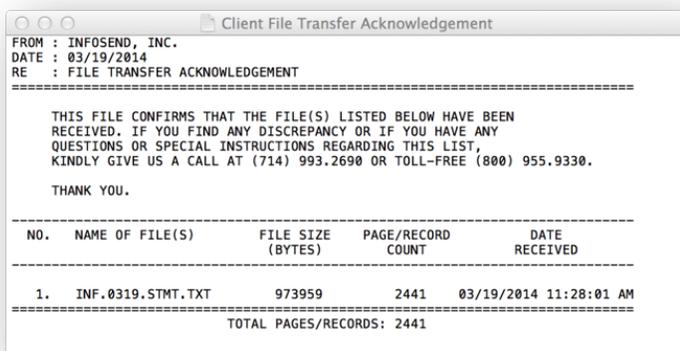 Client File Transfer Acknowledgement
FROM : INFOSEND, INC.
DATE : 03/19/2014
RE : FILE TRANSFER ACKNOWLEDGEMENT
THIS FILE CONFIRMS THAT THE FILE(S) LISTED BELOW HAVE BEEN
RECEIVED. IF YOU FIND ANY DISCREPANCY OR IF YOU HAVE ANY
QUESTIONS OR SPECIAL INSTRUCTIONS REGARDING THIS LIST,
KINDLY GIVE US A CALL AT (714) 993.2690 OR TOLL-FREE (800) 955.9330.
THANK YOU.
NO. NAME OF FILE(S) FILE SIZE PAGE/RECORD DATE
(BYTES) COUNT RECEIVED
1. INF.0319.STMT.TXT 973959 2441 03/19/2014 11:28:01 AM
TOTAL PAGES/RECORDS: 2441